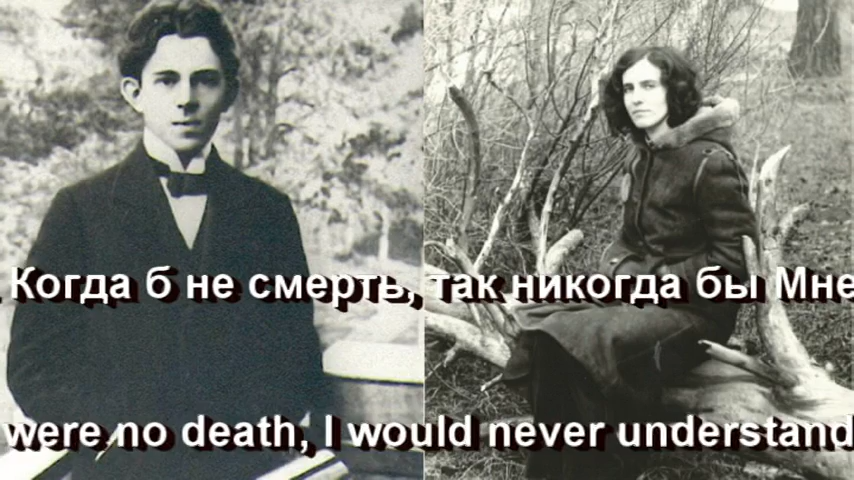 Когда б не смерть, так никогда бы Мне
were no death, I would never understand